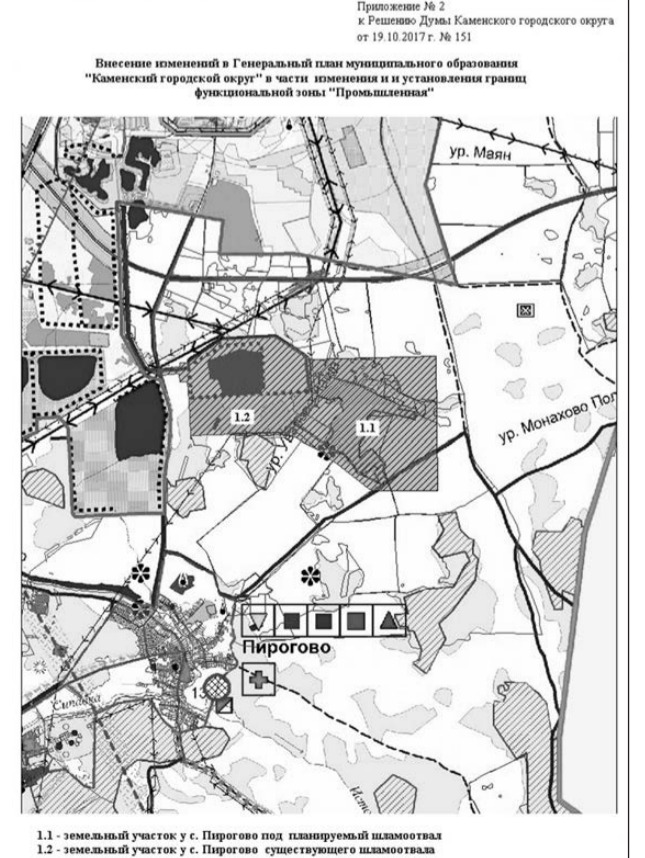 Приложение № 2
к Решению Думы Каменского городского округа
от 19.10.2017 г. № 151
Внесение изменений в Генеральный план муниципального образования
"Каменский городской округ" в части изменения и и установления границ
функциональной зоны "Промышленная"
ур. Маян
ур. Монахово Пол
1.2
1.1
Пирогово
13
Синавка
1.1 - земельный участок у с. Пирогово под планируемый шламоотвал
1.2 - земельный участок у с. Пирогово существующего шламоотвала